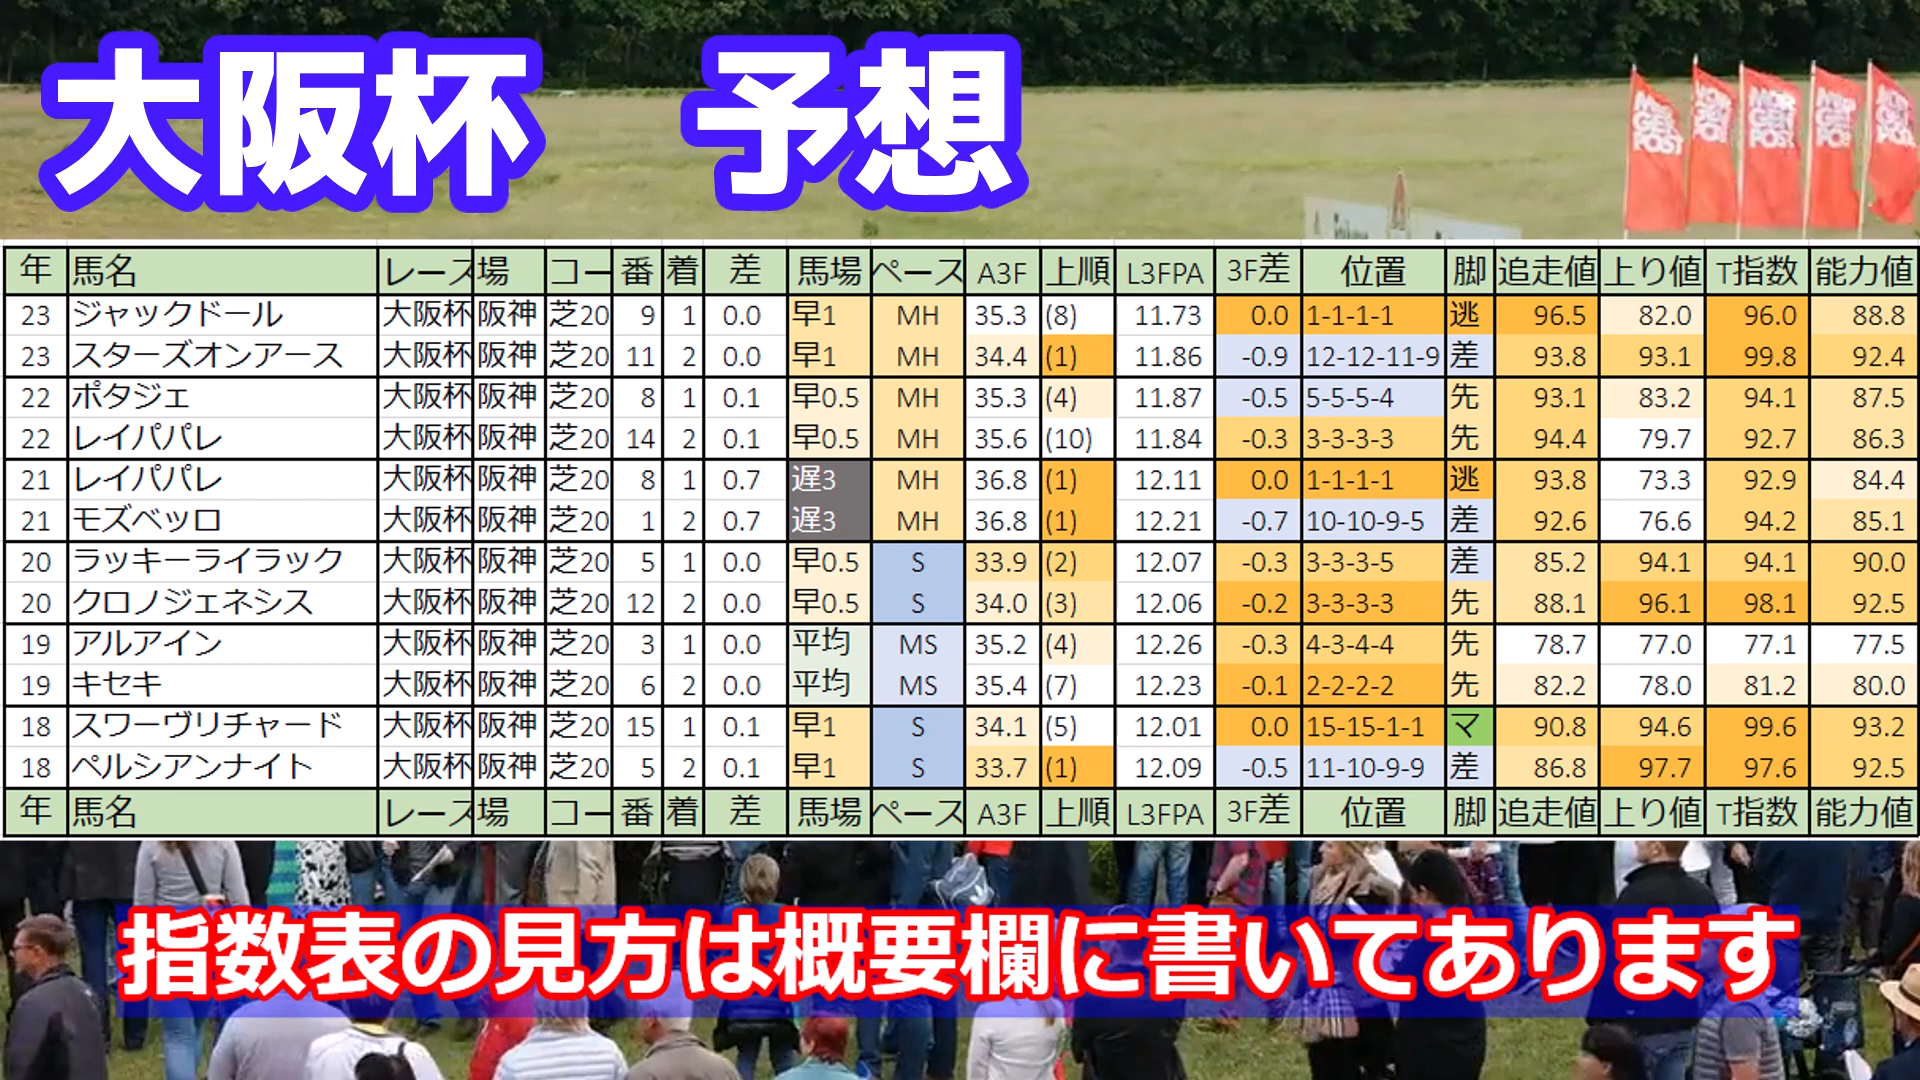 大阪杯 予想
MOR GEN POST
MOR GEN POST
MOR GEN POST
年 馬名 レース 場 コー 番 着 差 馬場 ペース A3F 上順 L3FPA 3F差 位置 脚 追走値 上り値 T指数 能力値
23 ジャックドール 大阪杯 阪神 芝20 9 1 0.0 早1 MH 35.3 (8) 11.73 0.0 1-1-1-1 逃 96.5 82.0 96.0 88.8
23 スターズオンアース 大阪杯 阪神 芝20 11 2 0.0 早1 MH 34.4 (1) 11.86 -0.9 12-12-11-9 差 93.8 93.1 99.8 92.4
22 ポタジェ 大阪杯 阪神 芝20 8 1 0.1 早0.5 MH 35.3 (4) 11.87 -0.5 5-5-5-4 先 93.1 83.2 94.1 87.5
22 レイパパレ 大阪杯 阪神 芝20 14 2 0.1 早0.5 MH 35.6 (10) 11.84 -0.3 3-3-3-3 先 94.4 79.7 92.7 86.3
21 レイパパレ 大阪杯 阪神 芝20 8 1 0.7 遅3 MH 36.8 (1) 12.11 0.0 1-1-1-1 逃 93.8 73.3 92.9 84.4
21 モズベッロ 大阪杯 阪神 芝20 1 2 0.7 遅3 MH 36.8 (1) 12.21 -0.7 10-10-9-5 差 92.6 76.6 94.2 85.1
20 ラッキーライラック 大阪杯 阪神 芝20 5 1 0.0 早0.5 S 33.9 (2) 12.07 -0.3 3-3-3-5 差 85.2 94.1 94.1 90.0
20 クロノジェネシス 大阪杯 阪神 芝20 12 2 0.0 早0.5 S 34.0 (3) 12.06 -0.2 3-3-3-3 先 88.1 96.1 98.1 92.5
19 アルアイン 大阪杯 阪神 芝20 3 1 0.0 平均 MS 35.2 (4) 12.26 -0.3 4-3-4-4 先 78.7 77.0 77.1 77.5
19 キセキ 大阪杯 阪神 芝20 6 2 0.0 平均 MS 35.4 (7) 12.23 -0.1 2-2-2-2 先 82.2 78.0 81.2 80.0
18 スワーヴリチャード 大阪杯 阪神 芝20 15 1 0.1 早1 S 34.1 (5) 12.01 0.0 15-15-1-1 マ 90.8 94.6 99.6 93.2
18 ペルシアンナイト 大阪杯 阪神 芝20 5 2 0.1 早1 S 33.7 (1) 12.09 -0.5 11-10-9-9 差 86.8 97.7 97.6 92.5
年 馬名 レース 場 コー 番 着 差 馬場 ペース A3F 上順 L3FPA 3F差 位置 脚 追走値 上り値 T指数 能力値
指数表の見方は概要欄に書いてあります